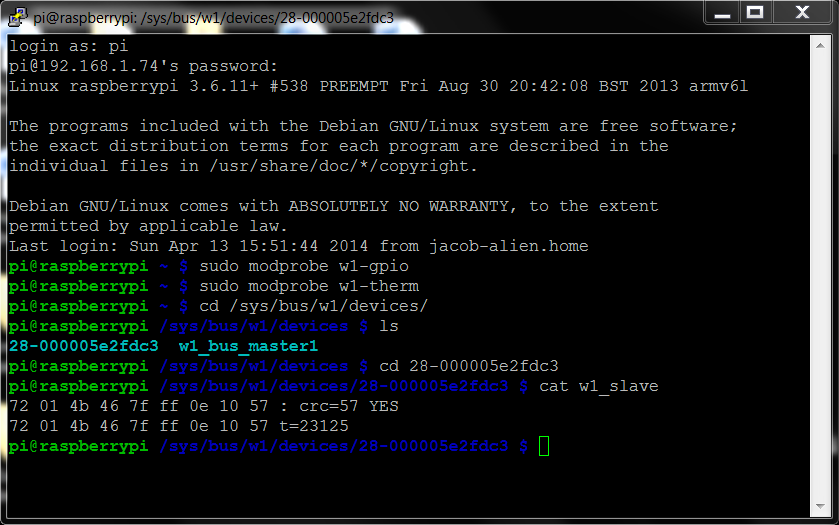 pi@raspberrypi: /sys/bus/w1/devices/28-000005e2fdc3
login as: pi
pi@192.168.1.74's password:
Linux raspberrypi 3.6.11+ #538 PREEMPT Fri Aug 30 20:42:08 BST 2013 armv6l
The programs included with the Debian GNU/Linux system are free software;
the exact distribution terms for each program are described in the
individual files in /usr/share/doc/*/copyright.
Debian GNU/Linux comes with ABSOLUTELY NO WARRANTY, to the extent
permitted by applicable law.
Last login: Sun Apr 13 15:51:44 2014 from jacob-alien.home
pi@raspberrypi ~ $ sudo modprobe w1-gpio
pi@raspberrypi ~ $ sudo modprobe w1-therm
pi@raspberrypi ~ $ cd /sys/bus/w1/devices/
pi@raspberrypi /sys/bus/w1/devices $ ls
28-000005e2fdc3  w1_bus_master1
pi@raspberrypi /sys/bus/w1/devices $ cd 28-000005e2fdc3
pi@raspberrypi /sys/bus/w1/devices/28-000005e2fdc3 $ cat w1_slave
72 01 4b 46 7f ff 0e 10 57 : crc=57 YES
72 01 4b 46 7f ff 0e 10 57 t=23125
pi@raspberrypi /sys/bus/w1/devices/28-000005e2fdc3 $